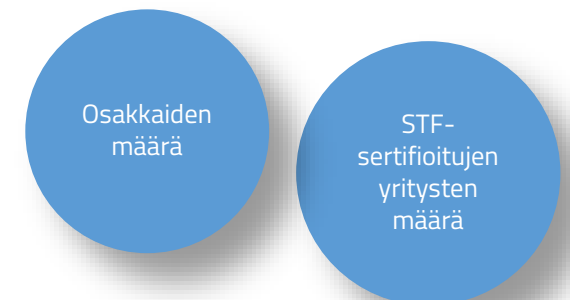 Osakkaiden
määrä
STF-
sertifioitujen
yritysten
määrä